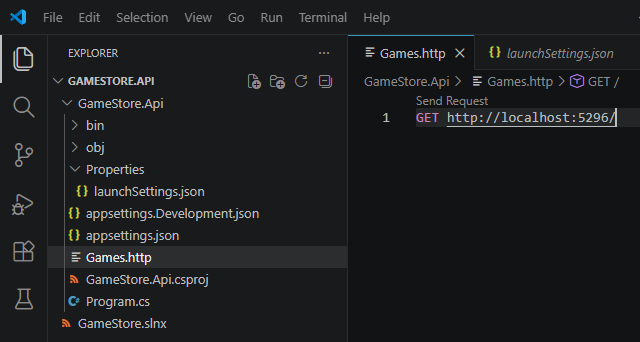 File Edit Selection View Go Run Terminal Help
EXPLORER
GAMESTORE.API
GameStore.Api
bin
obj
Properties
launchSettings.json
appsettings.Development.json
appsettings.json
Games.http
GameStore.Api.csproj
Program.cs
GameStore.slnx
Games.http launchSettings.json
GameStore.Api > Games.http > GET /
Send Request
1 GET http://localhost:5296/